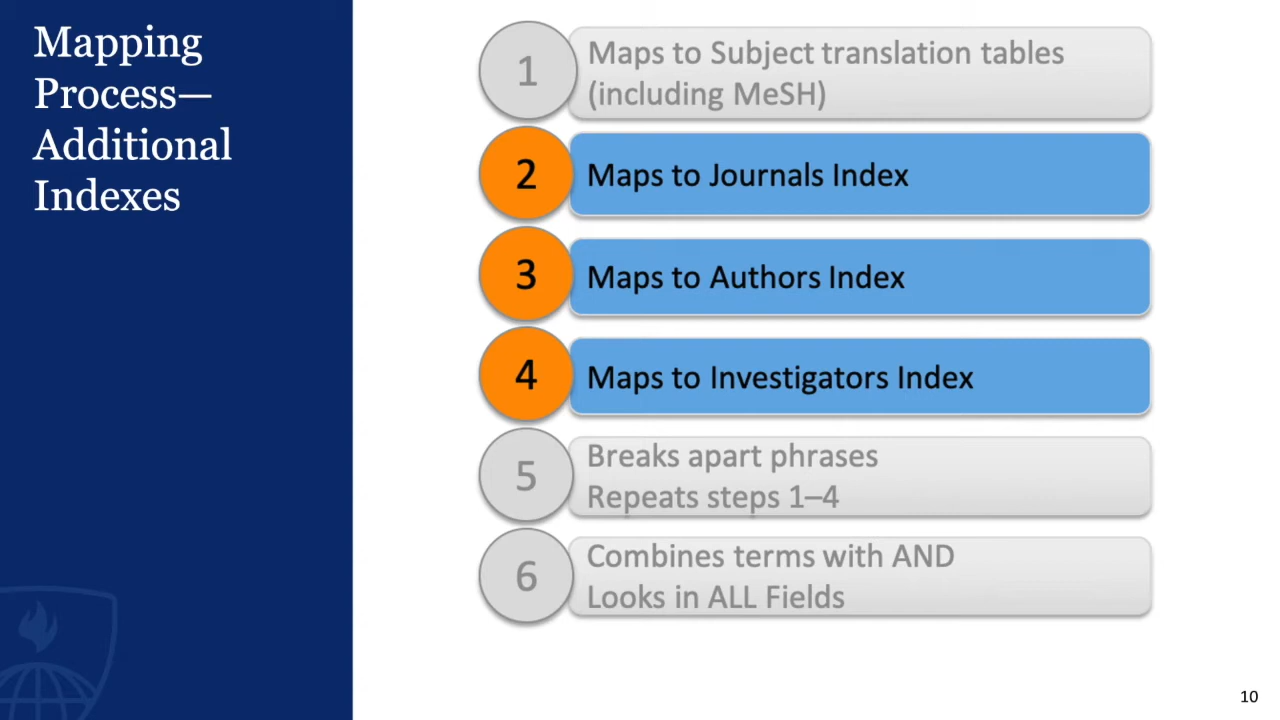 Mapping
Process—
Additional
Indexes
1
Maps to Subject translation tables
(including MeSH)
2
Maps to Journals Index
3
Maps to Authors Index
4
Maps to Investigators Index
5
Breaks apart phrases
Repeats steps 1–4
6
Combines terms with AND
Looks in ALL Fields
10